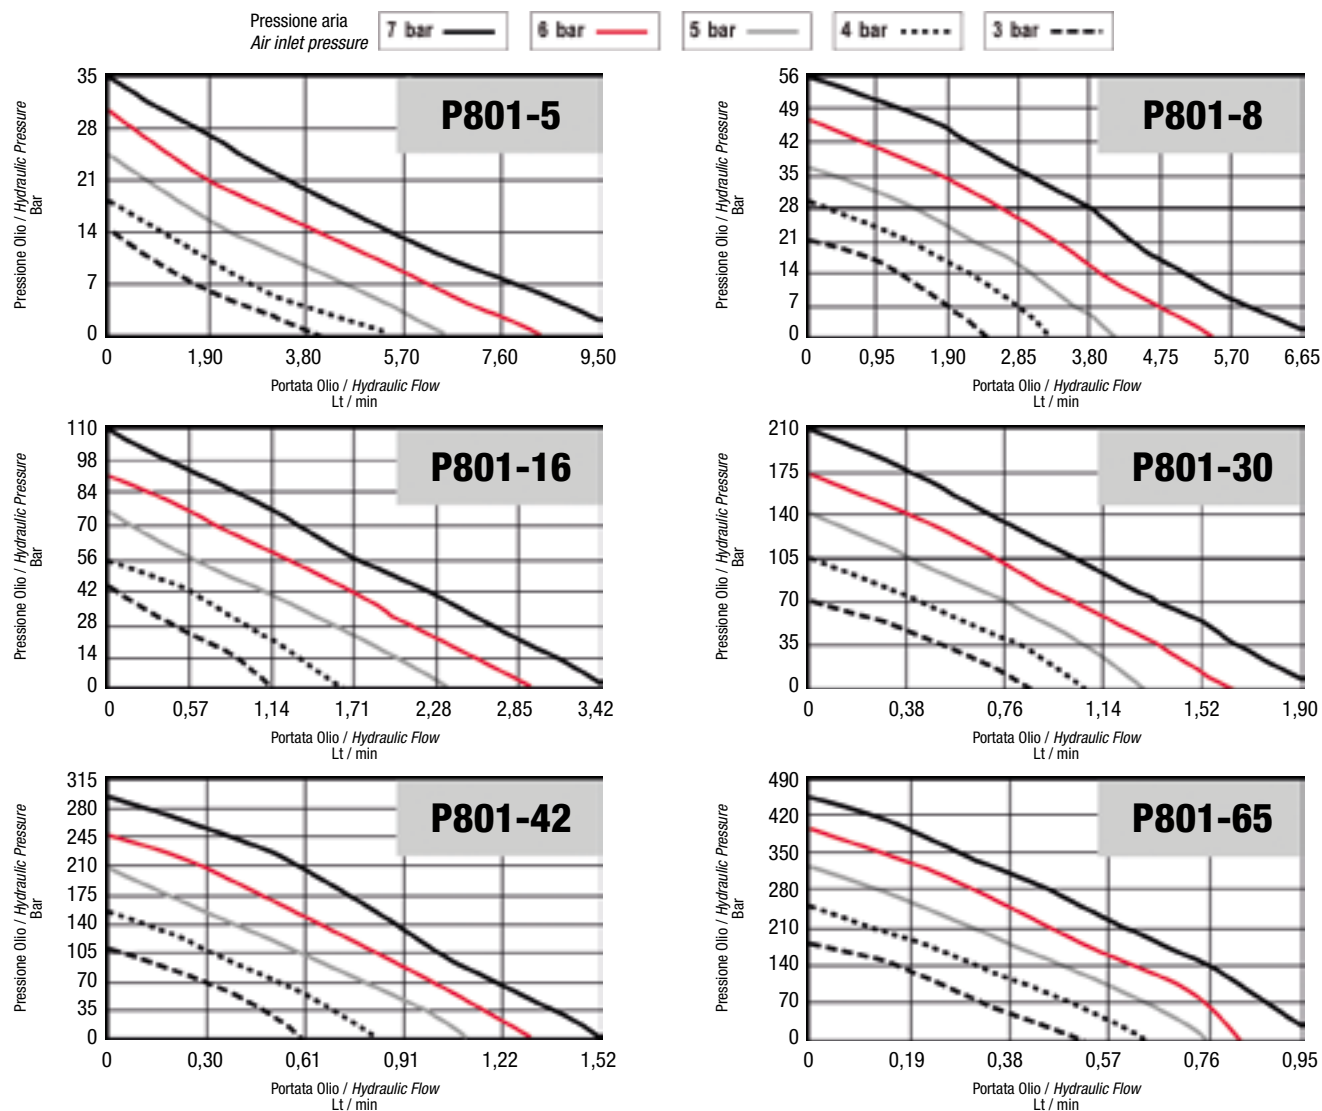 Pressione aria
Air inlet pressure
7 bar
6 bar
5 bar
4 bar
3 bar
P801-5
Pressione Olio / Hydraulic Pressure
Bar
35
28
21
14
7
0
0 1,90 3,80 5,70 7,60 9,50
Portata Olio / Hydraulic Flow
Lt / min
P801-8
Pressione Olio / Hydraulic Pressure
Bar
56
49
42
35
28
21
14
7
0
0 0,95 1,90 2,85 3,80 4,75 5,70 6,65
Portata Olio / Hydraulic Flow
Lt / min
P801-16
Pressione Olio / Hydraulic Pressure
Bar
110
98
84
70
56
42
28
14
0
0 0,57 1,14 1,71 2,28 2,85 3,42
Portata Olio / Hydraulic Flow
Lt / min
P801-30
Pressione Olio / Hydraulic Pressure
Bar
210
175
140
105
70
35
0
0 0,38 0,76 1,14 1,52 1,90
Portata Olio / Hydraulic Flow
Lt / min
P801-42
Pressione Olio / Hydraulic Pressure
Bar
315
280
245
210
175
140
105
70
35
0
0 0,30 0,61 0,91 1,22 1,52
Portata Olio / Hydraulic Flow
Lt / min
P801-65
Pressione Olio / Hydraulic Pressure
Bar
490
420
350
280
210
140
70
0
0 0,19 0,38 0,57 0,76 0,95
Portata Olio / Hydraulic Flow
Lt / min